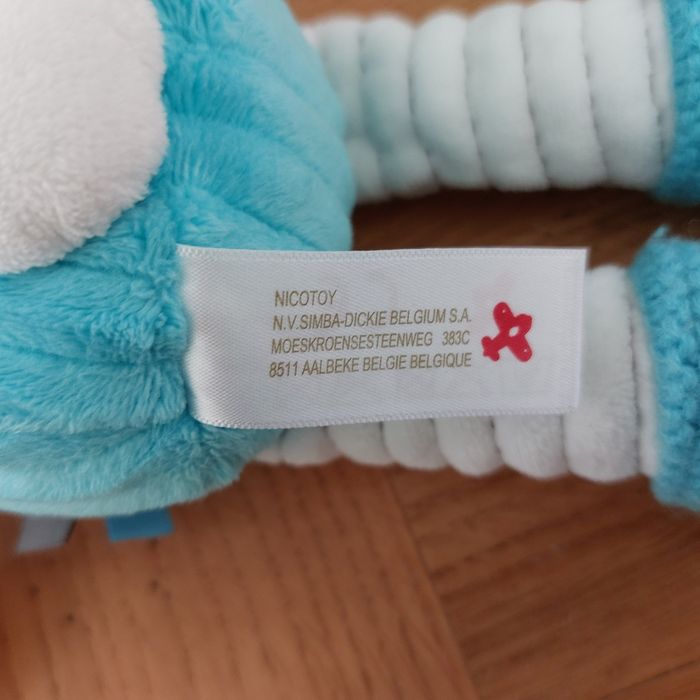 NICOTOY
N.V.SIMBA-DICKIE BELGIUM S.A.
MOESKROENSESTEENWEG 383C
8511 AALBEKE BELGIE BELGIQUE